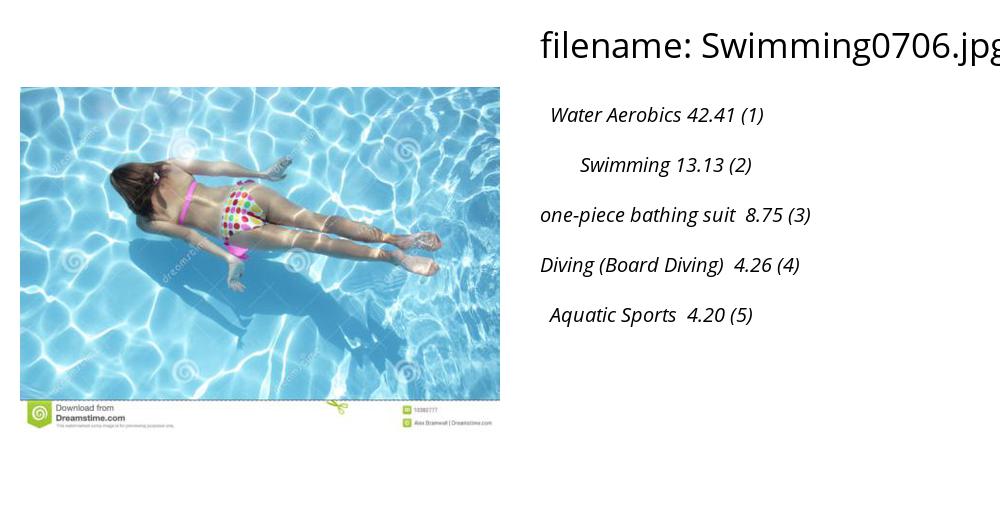 filename: Swimming0706.jpg
Water Aerobics 42.41 (1)
Swimming 13.13 (2)
one-piece bathing suit 8.75 (3)
Diving (Board Diving) 4.26 (4)
Aquatic Sports 4.20 (5)
dreamstime
Download from
Dreamstime.com
This watermarked comp image is for previewing purposes only.
10382777
Alex Bramwell | Dreamstime.com